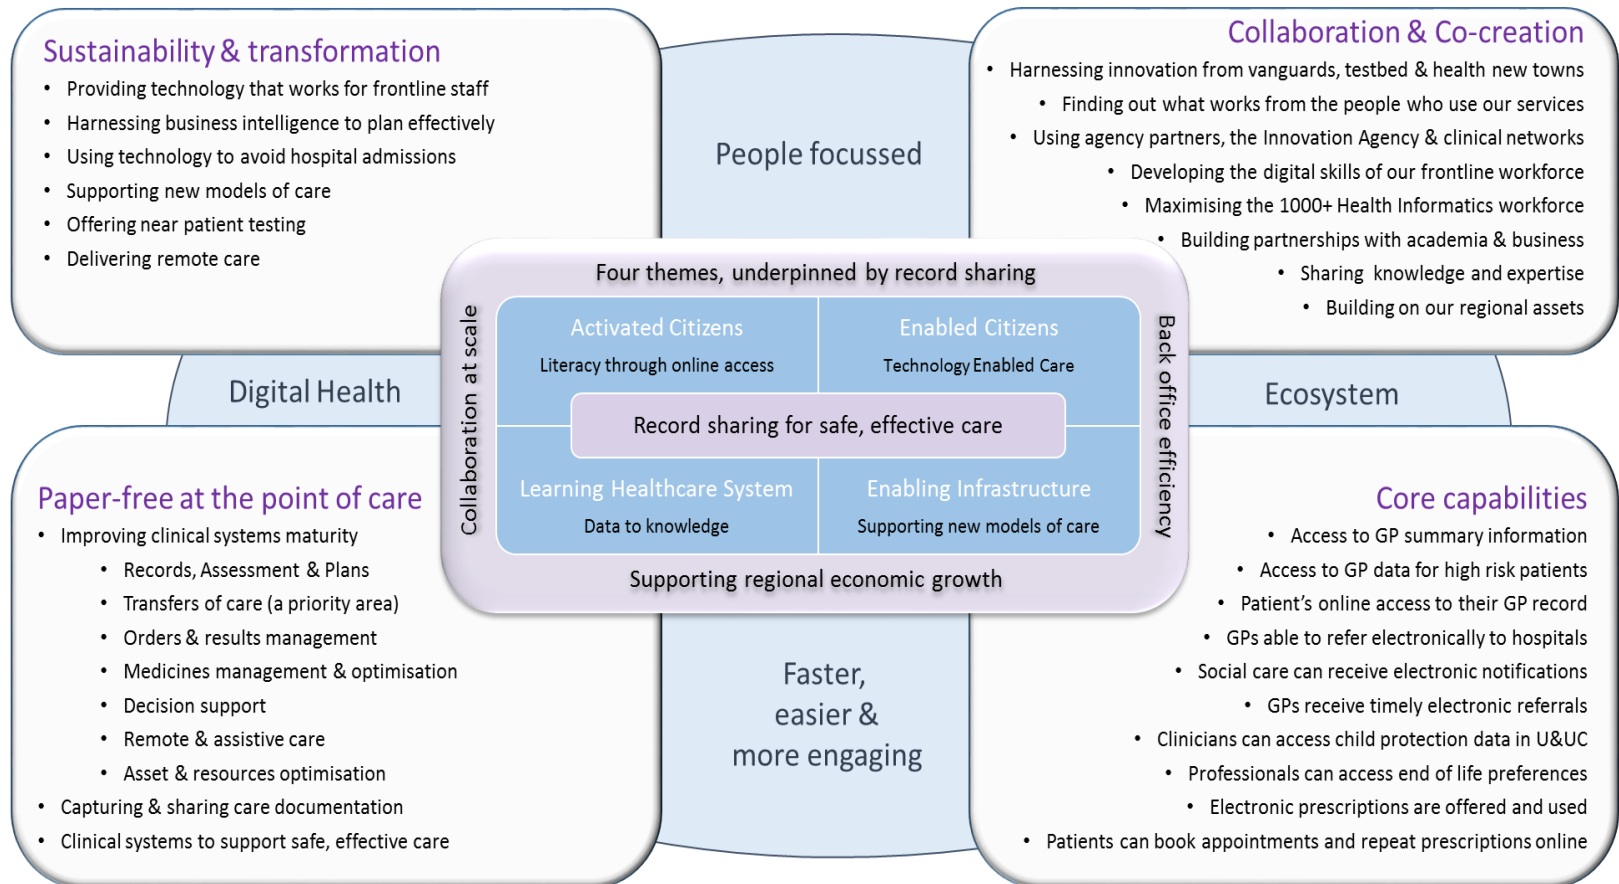 Sustainability & transformation
• Providing technology that works for frontline staff
• Harnessing business intelligence to plan effectively
• Using technology to avoid hospital admissions
• Supporting new models of care
• Offering near patient testing
• Delivering remote care
People focussed
Collaboration & Co-creation
• Harnessing innovation from vanguards, testbed & health new towns
• Finding out what works from the people who use our services
• Using agency partners, the Innovation Agency & clinical networks
• Developing the digital skills of our frontline workforce
• Maximising the 1000+ Health Informatics workforce
• Building partnerships with academia & business
• Sharing knowledge and expertise
• Building on our regional assets
Digital Health
Four themes, underpinned by record sharing
Collaboration at scale
Activated Citizens
Literacy through online access
Enabled Citizens
Technology Enabled Care
Record sharing for safe, effective care
Learning Healthcare System
Data to knowledge
Enabling Infrastructure
Supporting new models of care
Back office efficiency
Supporting regional economic growth
Ecosystem
Paper-free at the point of care
• Improving clinical systems maturity
• Records, Assessment & Plans
• Transfers of care (a priority area)
• Orders & results management
• Medicines management & optimisation
• Decision support
• Remote & assistive care
• Asset & resources optimisation
• Capturing & sharing care documentation
• Clinical systems to support safe, effective care
Faster,
easier &
more engaging
Core capabilities
• Access to GP summary information
• Access to GP data for high risk patients
• Patient's online access to their GP record
• GPs able to refer electronically to hospitals
• Social care can receive electronic notifications
• GPs receive timely electronic referrals
• Clinicians can access child protection data in U&UC
• Professionals can access end of life preferences
• Electronic prescriptions are offered and used
• Patients can book appointments and repeat prescriptions online